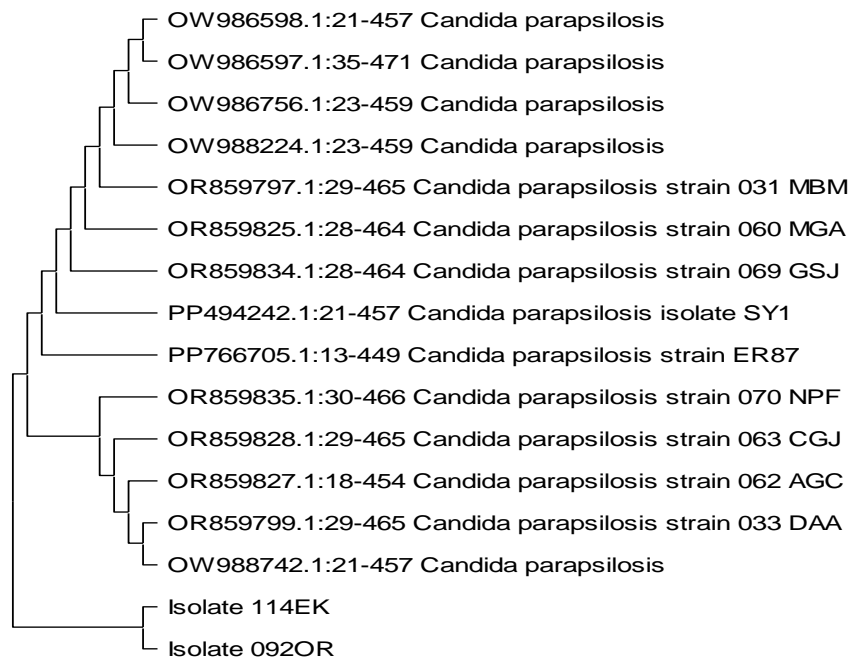 OW986598.1:21-457 Candida parapsilosis
OW986597.1:35-471 Candida parapsilosis
OW986756.1:23-459 Candida parapsilosis
OW988224.1:23-459 Candida parapsilosis
OR859797.1:29-465 Candida parapsilosis strain 031 MBM
OR859825.1:28-464 Candida parapsilosis strain 060 MGA
OR859834.1:28-464 Candida parapsilosis strain 069 GSJ
PP494242.1:21-457 Candida parapsilosis isolate SY1
PP766705.1:13-449 Candida parapsilosis strain ER87
OR859835.1:30-466 Candida parapsilosis strain 070 NPF
OR859828.1:29-465 Candida parapsilosis strain 063 CGJ
OR859827.1:18-454 Candida parapsilosis strain 062 AGC
OR859799.1:29-465 Candida parapsilosis strain 033 DAA
OW988742.1:21-457 Candida parapsilosis
Isolate 114EK
Isolate 092OR